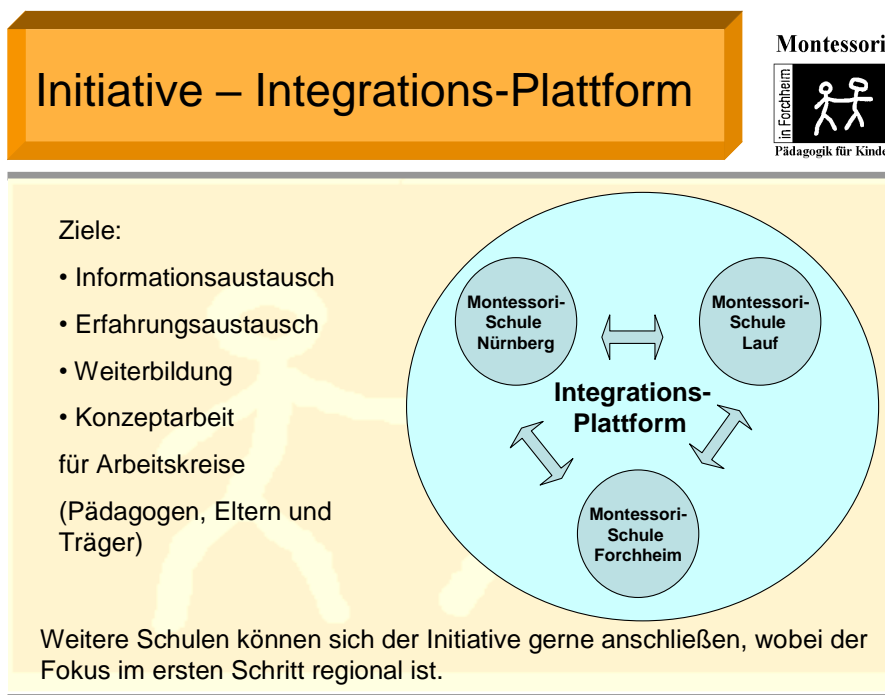 Initiative – Integrations-Plattform
Montessori
in Forchheim
Pädagogik für Kinde
Ziele:
• Informationsaustausch
• Erfahrungsaustausch
• Weiterbildung
• Konzeptarbeit
für Arbeitskreise
(Pädagogen, Eltern und
Träger)
Montessori-
Schule
Nürnberg
Montessori-
Schule
Lauf
Integrations-
Plattform
Montessori-
Schule
Forchheim
Weitere Schulen können sich der Initiative gerne anschließen, wobei der
Fokus im ersten Schritt regional ist.